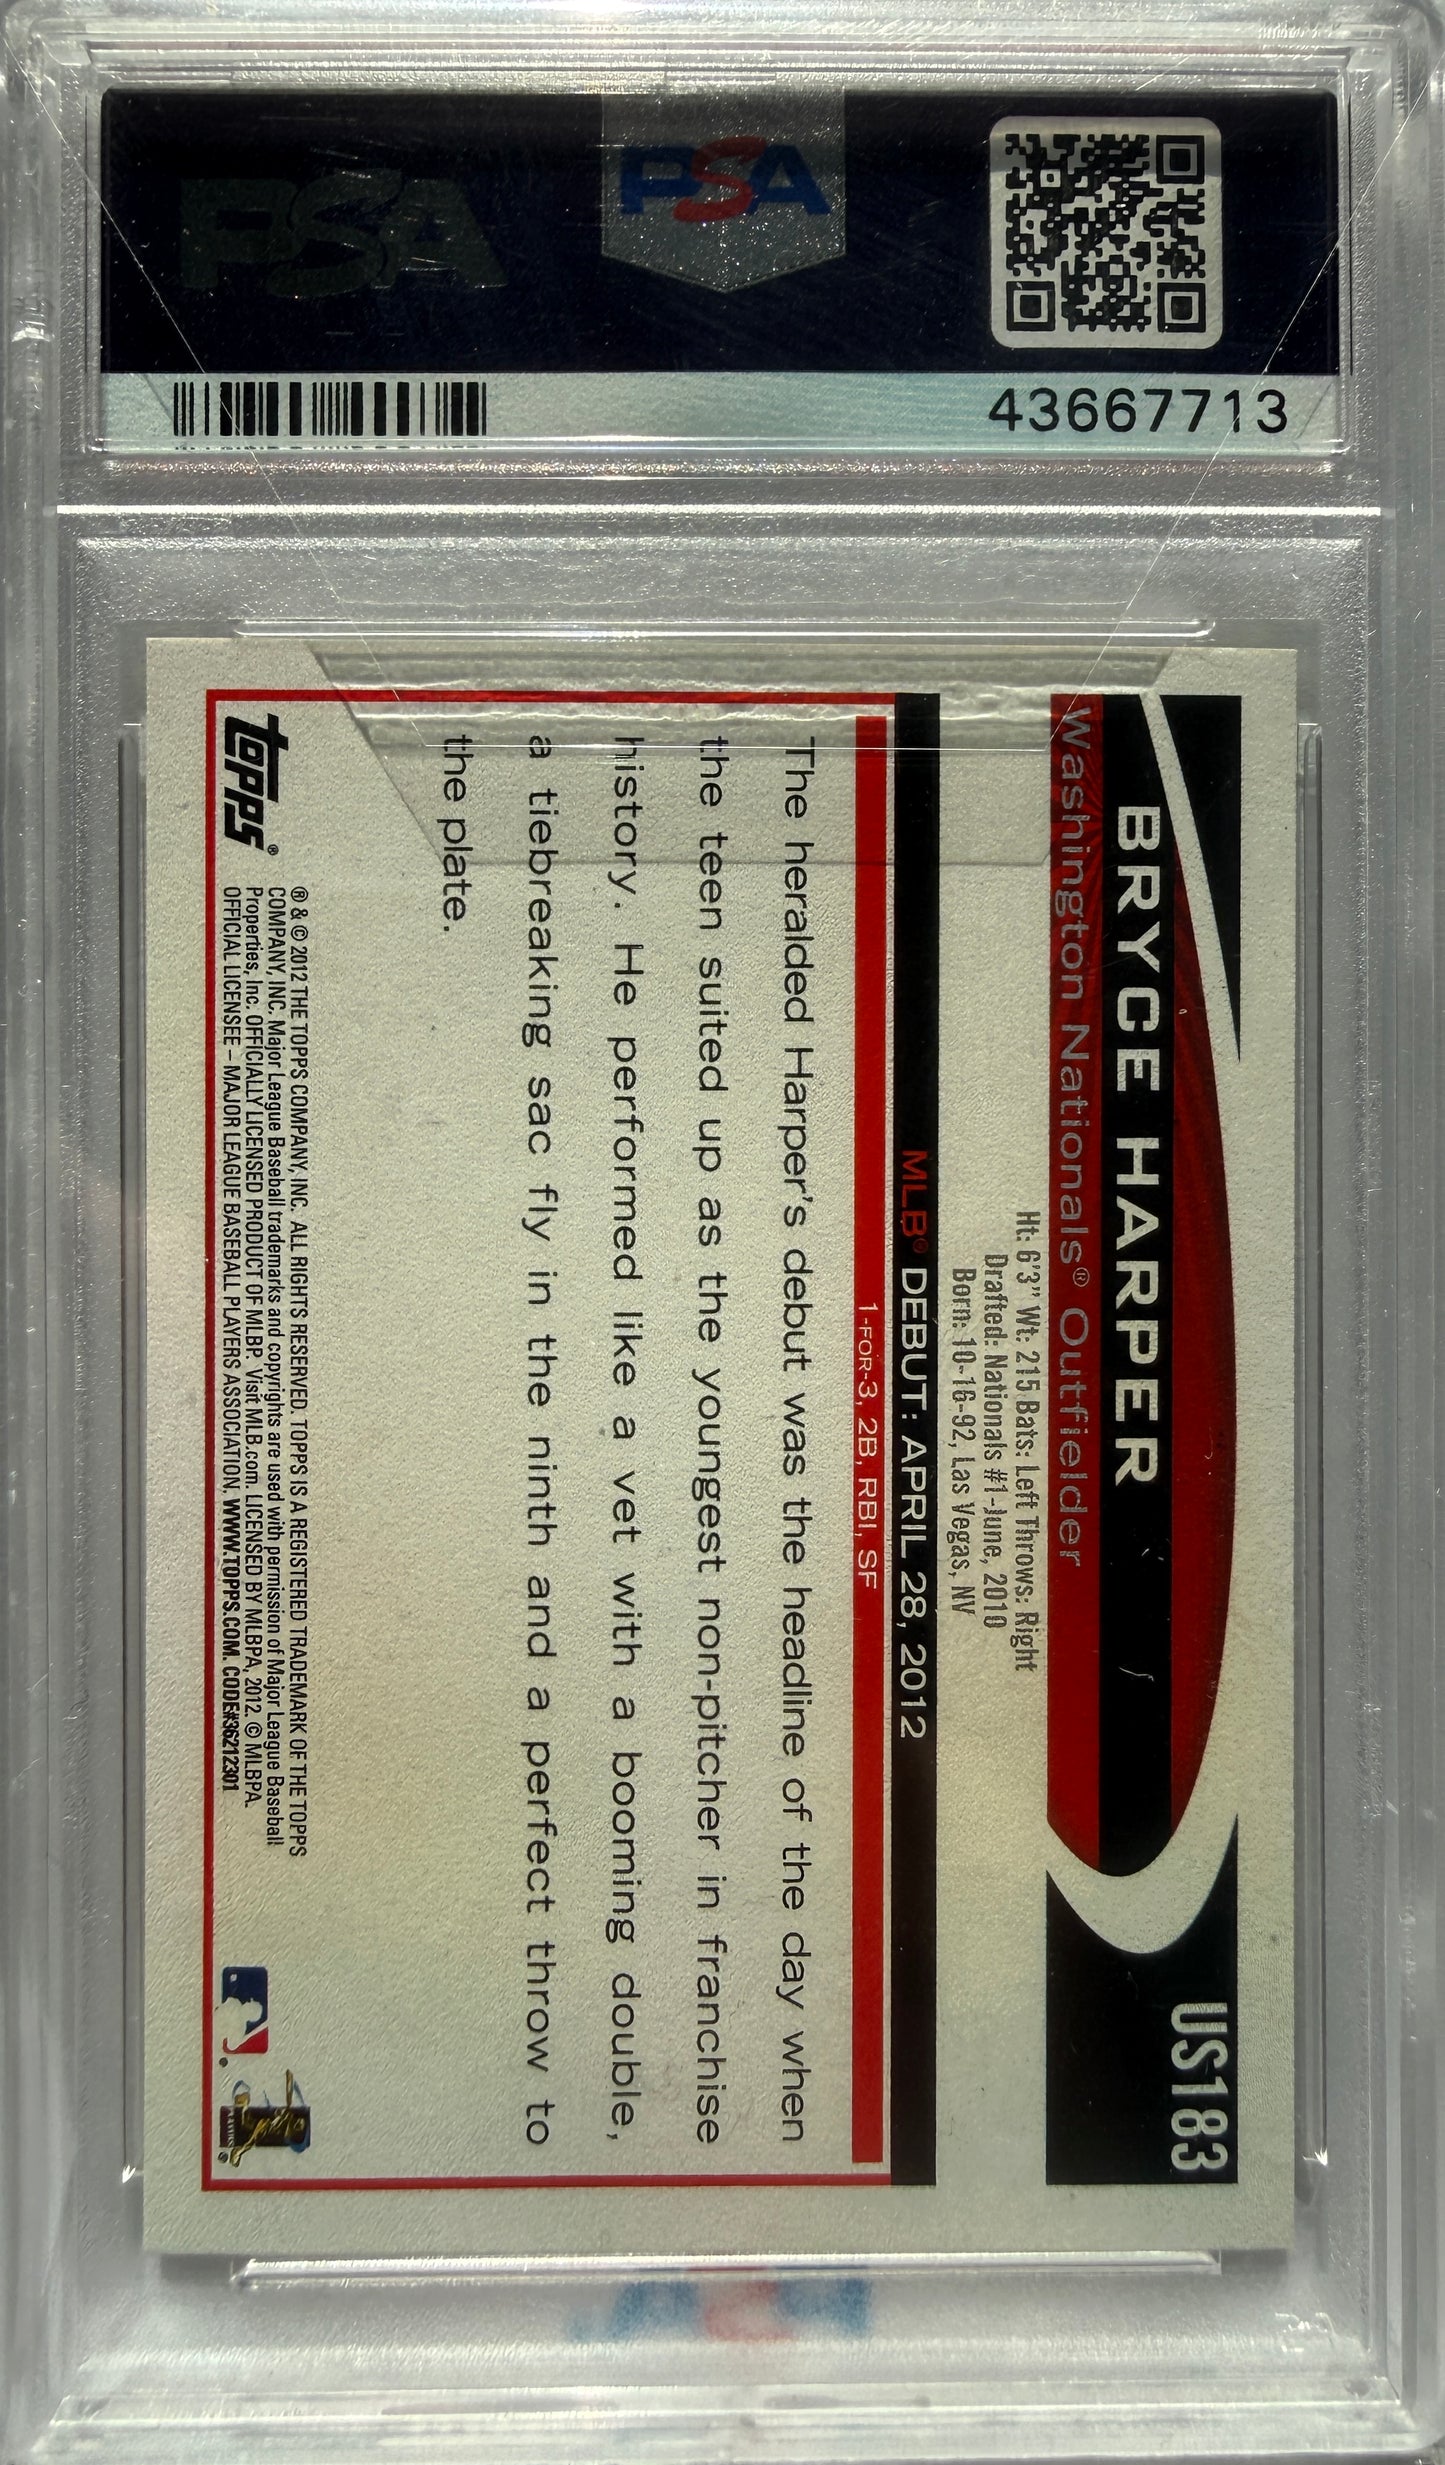 PSA
PSA
43667713
US183
BRYCE HARPER
Washington Nationals® Outfielder
Ht: 6'3" Wt: 215 Bats: Left Throws: Right
Drafted: Nationals #1-June, 2010
Born: 10-16-92, Las Vegas, NV
MLB® DEBUT: APRIL 28, 2012
1-FOR-3, 2B, RBI, SF
The heralded Harper's debut was the headline of the day when
the teen suited up as the youngest non-pitcher in franchise
history. He performed like a vet with a booming double,
a tiebreaking sac fly in the ninth and a perfect throw to
the plate.
topps®
® & © 2012 THE TOPPS COMPANY, INC. ALL RIGHTS RESERVED. TOPPS IS A REGISTERED TRADEMARK OF THE TOPPS
COMPANY, INC. Major League Baseball trademarks and copyrights are used with permission of Major League Baseball
Properties, Inc. OFFICIALLY LICENSED PRODUCT OF MLBP. Visit MLB.com. LICENSED BY MLBPA, 2012. © MLBPA.
OFFICIAL LICENSEE – MAJOR LEAGUE BASEBALL PLAYERS ASSOCIATION. WWW.TOPPS.COM. CODE#36212301